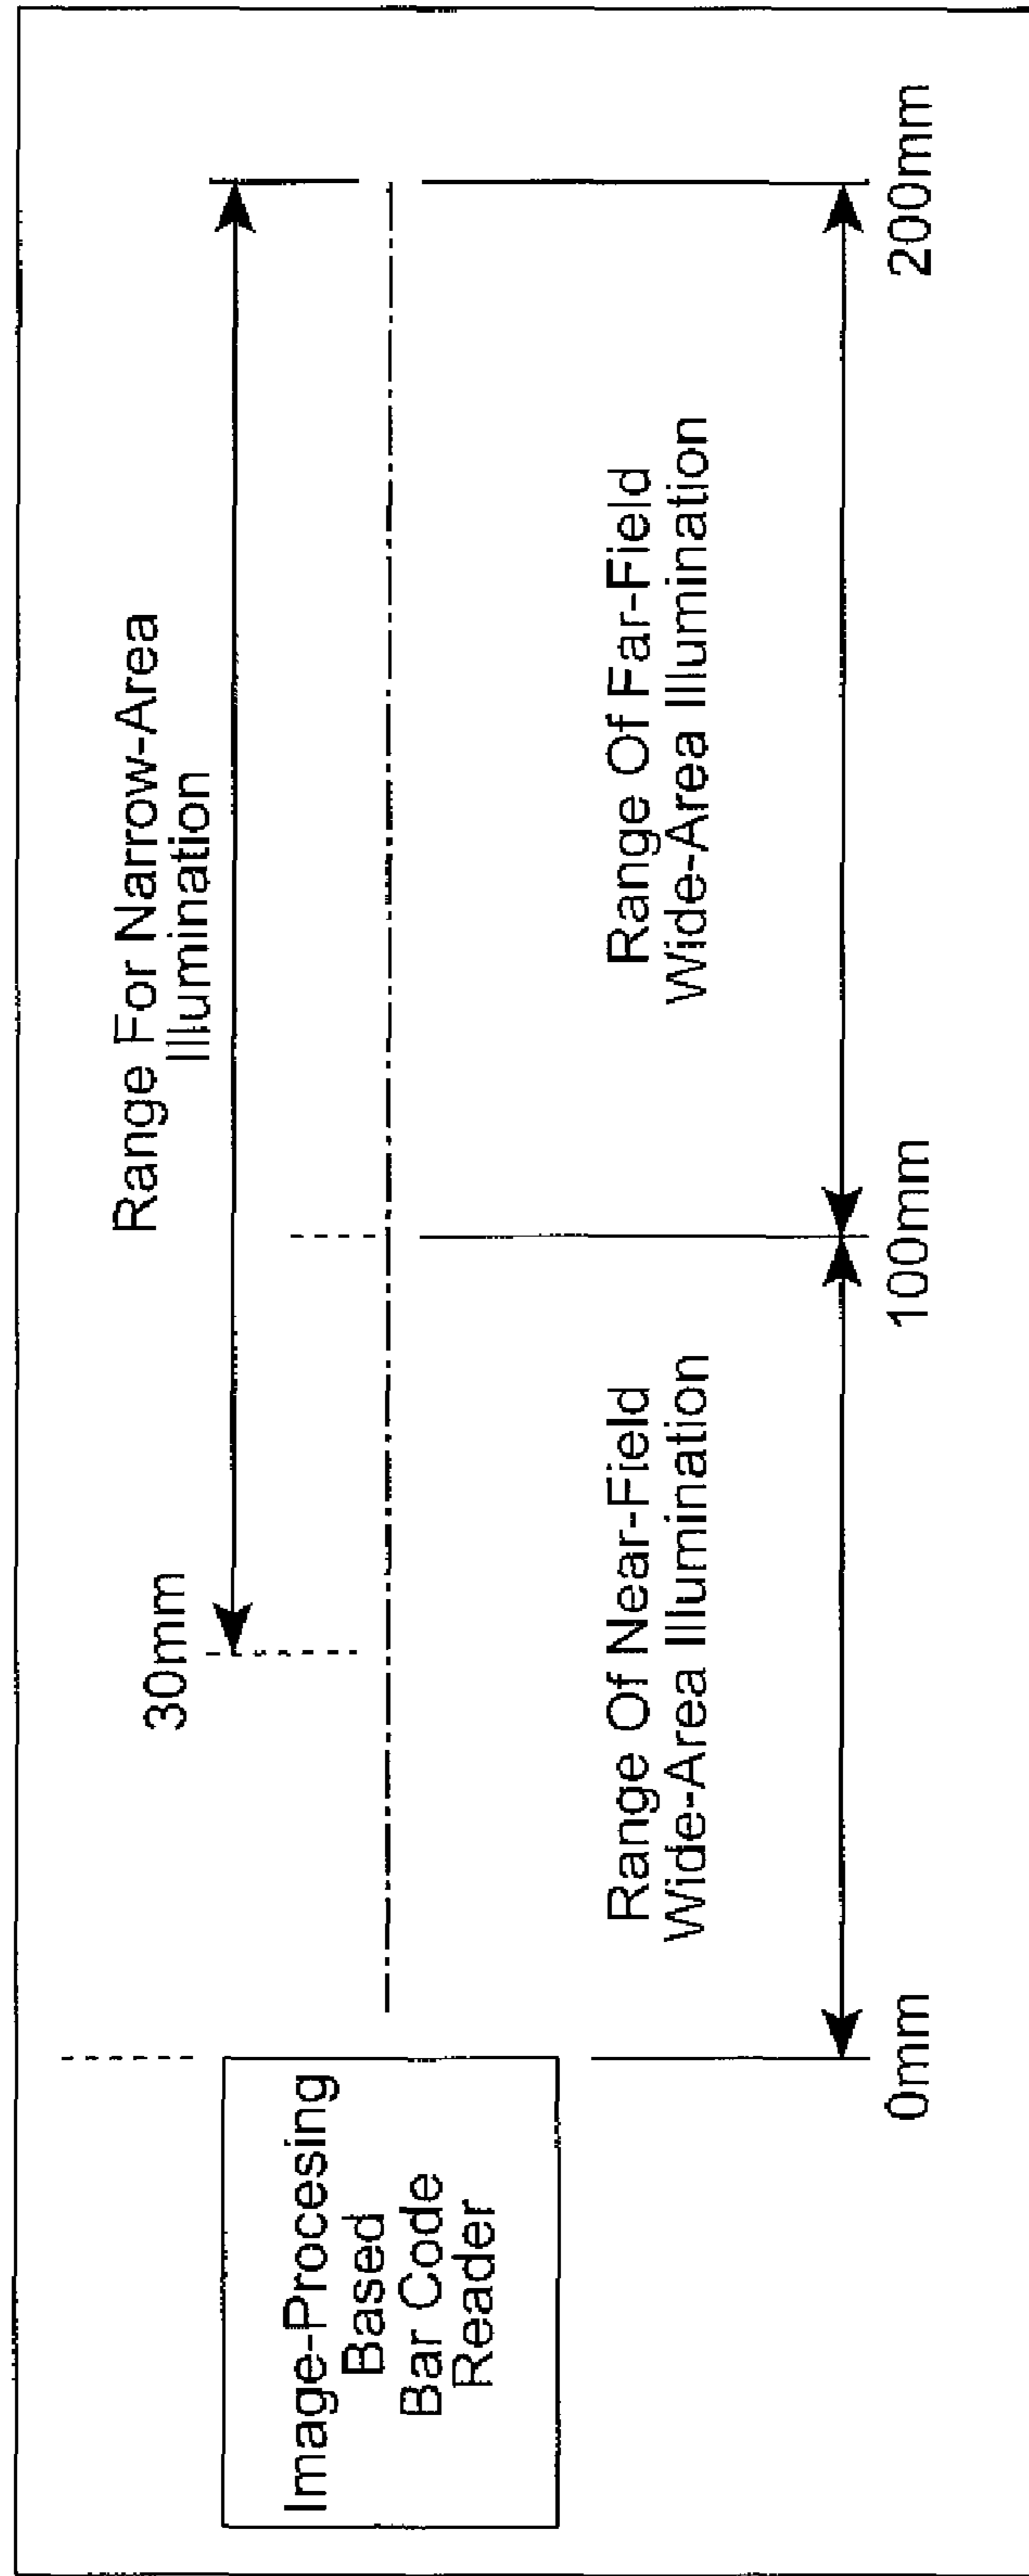 Image-Procesing
Based
Bar Code
Reader
30mm
Range For Narrow-Area
Illumination
Range Of Near-Field
Wide-Area Illumination
Range Of Far-Field
Wide-Area Illumination
0mm
100mm
200mm